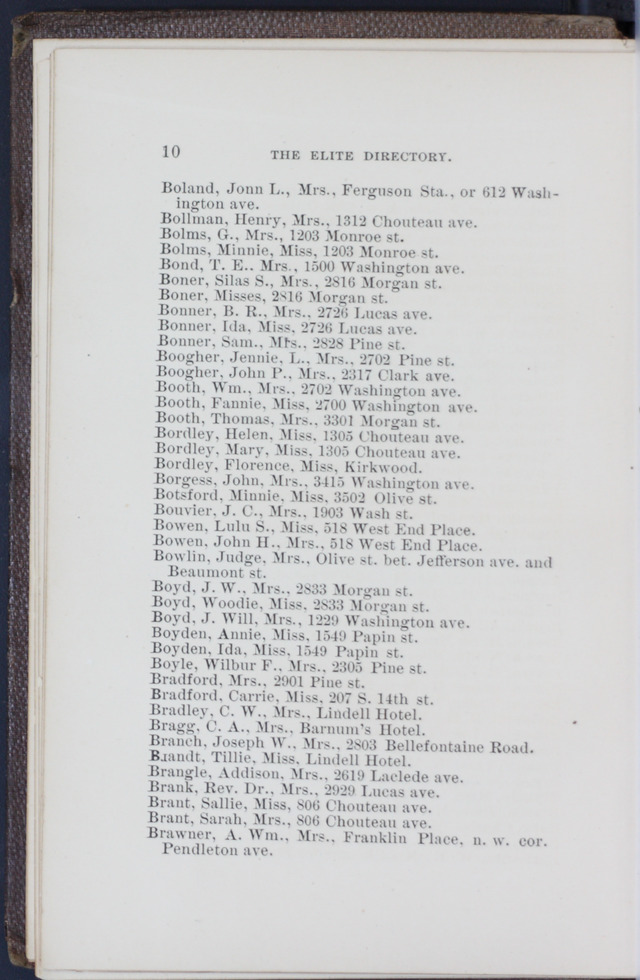 10 THE ELITE DIRECTORY.
Boland, Jonn L., Mrs., Ferguson Sta., or 612 Wash-
ington ave.
Bollman, Henry, Mrs., 1312 Chouteau ave.
Bolms, G., Mrs., 1203 Monroe st.
Bolms, Minnie, Miss, 1203 Monroe st.
Bond, T. E.. Mrs., 1500 Washington ave.
Boner, Silas S., Mrs., 2816 Morgan st.
Boner, Misses, 2816 Morgan st.
Bonner, B. R., Mrs., 2726 Lucas ave.
Bonner, Ida, Miss, 2726 Lucas ave.
Bonner, Sam., Mrs., 2828 Pine st.
Boogher, Jennie, L., Mrs., 2702 Pine st.
Boogher, John P., Mrs., 2317 Clark ave.
Booth, Wm., Mrs., 2702 Washington ave.
Booth, Fannie, Miss, 2700 Washington ave.
Booth, Thomas, Mrs., 3301 Morgan st.
Bordley, Helen, Miss, 1305 Chouteau ave.
Bordley, Mary, Miss, 1305 Chouteau ave.
Bordley, Florence, Miss, Kirkwood.
Borgess, John, Mrs., 3415 Washington ave.
Botsford, Minnie, Miss, 3502 Olive st.
Bouvier, J. C., Mrs., 1903 Wash st.
Bowen, Lulu S., Miss, 518 West End Place.
Bowen, John H., Mrs., 518 West End Place.
Bowlin, Judge, Mrs., Olive st. bet. Jefferson ave. and
Beaumont st.
Boyd, J. W., Mrs., 2833 Morgan st.
Boyd, Woodie, Miss, 2833 Morgan st.
Boyd, J. Will, Mrs., 1229 Washington ave.
Boyden, Annie, Miss, 1549 Papin st.
Boyden, Ida, Miss, 1549 Papin st.
Boyle, Wilbur F., Mrs., 2305 Pine st.
Bradford, Mrs., 2901 Pine st.
Bradford, Carrie, Miss, 207 S. 14th st.
Bradley, C. W., Mrs., Lindell Hotel.
Bragg, C. A., Mrs., Barnum's Hotel.
Branch, Joseph W., Mrs., 2803 Bellefontaine Road.
Brandt, Tillie, Miss, Lindell Hotel.
Brangle, Addison, Mrs., 2619 Laclede ave.
Brank, Rev. Dr., Mrs., 2929 Lucas ave.
Brant, Sallie, Miss, 806 Chouteau ave.
Brant, Sarah, Mrs., 806 Chouteau ave.
Brawner, A. Wm., Mrs., Franklin Place, n. w. cor.
Pendleton ave.